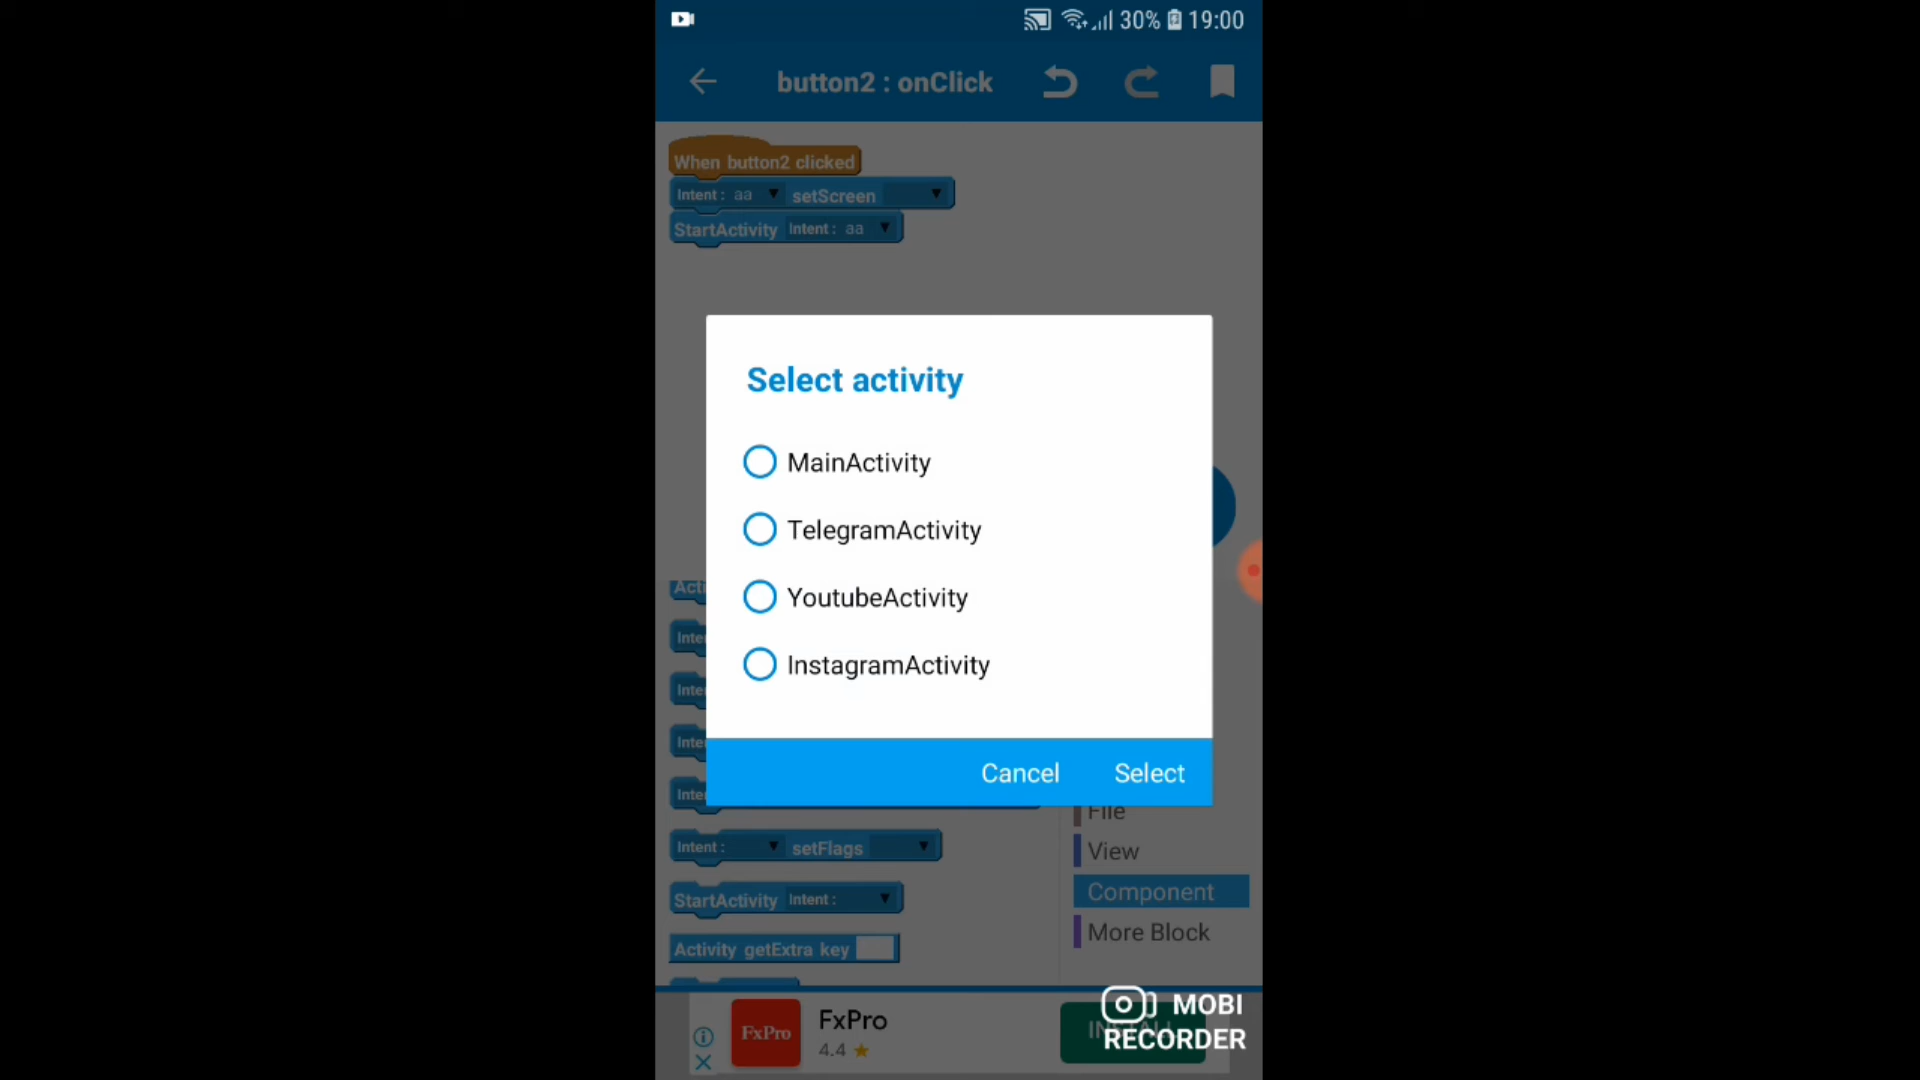 30% 19:00
button2 : onClick
When button2 clicked
Intent : aa setScreen
StartActivity Intent : aa
Select activity
MainActivity
TelegramActivity
YoutubeActivity
InstagramActivity
Cancel Select
File
View
Intent : setFlags
Component
StartActivity Intent :
More Block
Activity getExtra key
FxPro
FxPro
4.4
MOBI
RECORDER